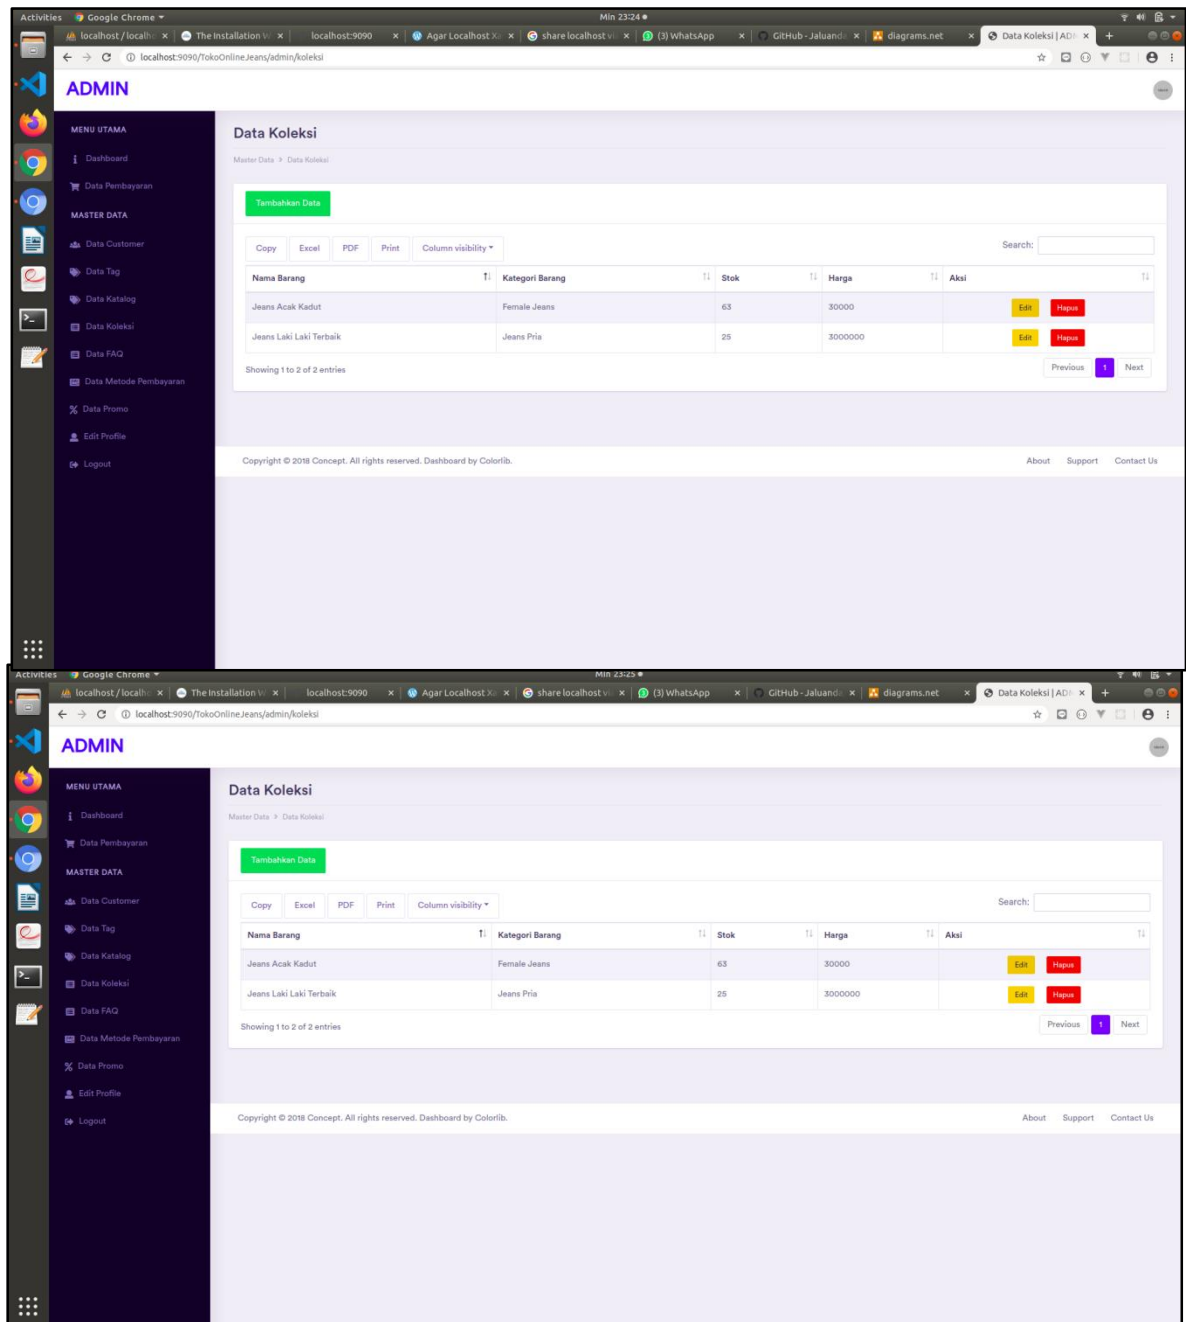 Activities Google Chrome Min 23:24
localhost / localho The Installation W localhost:9090 Agar Localhost Xa share localhost vi (3) WhatsApp GitHub - Jaluanda diagrams.net Data Koleksi | ADM
localhost:9090/TokoOnlineJeans/admin/koleksi
ADMIN
MENU UTAMA
Dashboard
Data Pembayaran
MASTER DATA
Data Customer
Data Tag
Data Katalog
Data Koleksi
Data FAQ
Data Metode Pembayaran
Data Promo
Edit Profile
Logout
Data Koleksi
Master Data > Data Koleksi
Tambahkan Data
Copy Excel PDF Print Column visibility Search:
Nama Barang Kategori Barang Stok Harga Aksi
Jeans Acak Kadut Female Jeans 63 30000 Edit Hapus
Jeans Laki Laki Terbaik Jeans Pria 25 3000000 Edit Hapus
Showing 1 to 2 of 2 entries Previous 1 Next
Copyright © 2018 Concept. All rights reserved. Dashboard by Colorlib. About Support Contact Us
Activities Google Chrome Min 23:25
localhost / localho The Installation W localhost:9090 Agar Localhost Xa share localhost vi (3) WhatsApp GitHub - Jaluanda diagrams.net Data Koleksi | ADM
localhost:9090/TokoOnlineJeans/admin/koleksi
ADMIN
MENU UTAMA
Dashboard
Data Pembayaran
MASTER DATA
Data Customer
Data Tag
Data Katalog
Data Koleksi
Data FAQ
Data Metode Pembayaran
Data Promo
Edit Profile
Logout
Data Koleksi
Master Data > Data Koleksi
Tambahkan Data
Copy Excel PDF Print Column visibility Search:
Nama Barang Kategori Barang Stok Harga Aksi
Jeans Acak Kadut Female Jeans 63 30000 Edit Hapus
Jeans Laki Laki Terbaik Jeans Pria 25 3000000 Edit Hapus
Showing 1 to 2 of 2 entries Previous 1 Next
Copyright © 2018 Concept. All rights reserved. Dashboard by Colorlib. About Support Contact Us